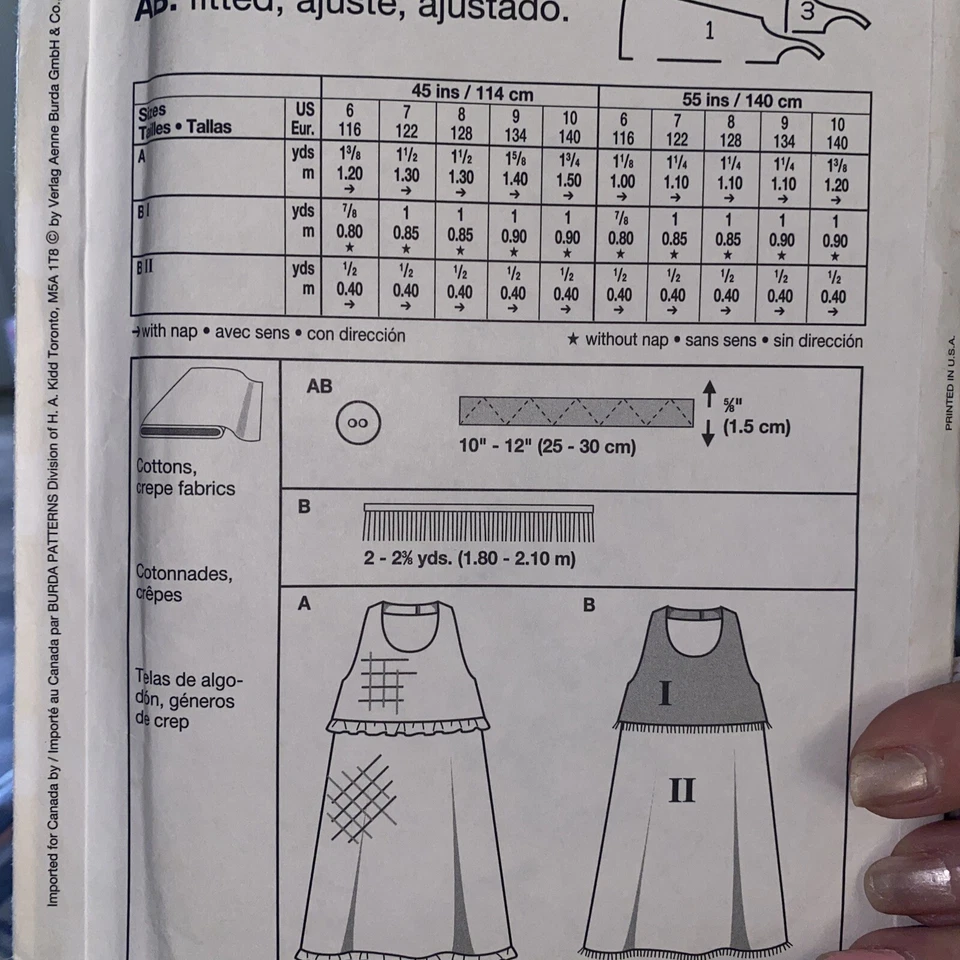 AB: fitted, ajusté, ajustado.
1
3
45 ins / 114 cm
55 ins / 140 cm
Sizes
Tailles • Tallas
US 6 7 8 9 10 6 7 8 9 10
Eur. 116 122 128 134 140 116 122 128 134 140
A yds 1³/₈ 1¹/₂ 1¹/₂ 1⁵/₈ 1³/₄ 1¹/₈ 1¹/₄ 1¹/₄ 1¹/₄ 1³/₈
m 1.20 1.30 1.30 1.40 1.50 1.00 1.10 1.10 1.10 1.20
→ → → → → → → → → →
B I yds ⁷/₈ 1 1 1 1 ⁷/₈ 1 1 1 1
m 0.80 0.85 0.85 0.90 0.90 0.80 0.85 0.85 0.90 0.90
★ ★ ★ ★ ★ ★ ★ ★ ★ ★
B II yds ¹/₂ ¹/₂ ¹/₂ ¹/₂ ¹/₂ ¹/₂ ¹/₂ ¹/₂ ¹/₂ ¹/₂
m 0.40 0.40 0.40 0.40 0.40 0.40 0.40 0.40 0.40 0.40
→ → → → → → → → → →
→ with nap • avec sens • con dirección
★ without nap • sans sens • sin dirección
Cottons,
crepe fabrics
Cotonnades,
crêpes
Telas de algo-
dón, géneros
de crep
AB
10" - 12" (25 - 30 cm)
⅝"
(1.5 cm)
B
2 - 2⅜ yds. (1.80 - 2.10 m)
A
B
I
II
Imported for Canada by / Importé au Canada par BURDA PATTERNS Division of H. A. Kidd Toronto, M5A 1T8 © by Verlag Aenne Burda GmbH & Co.,
PRINTED IN U.S.A.